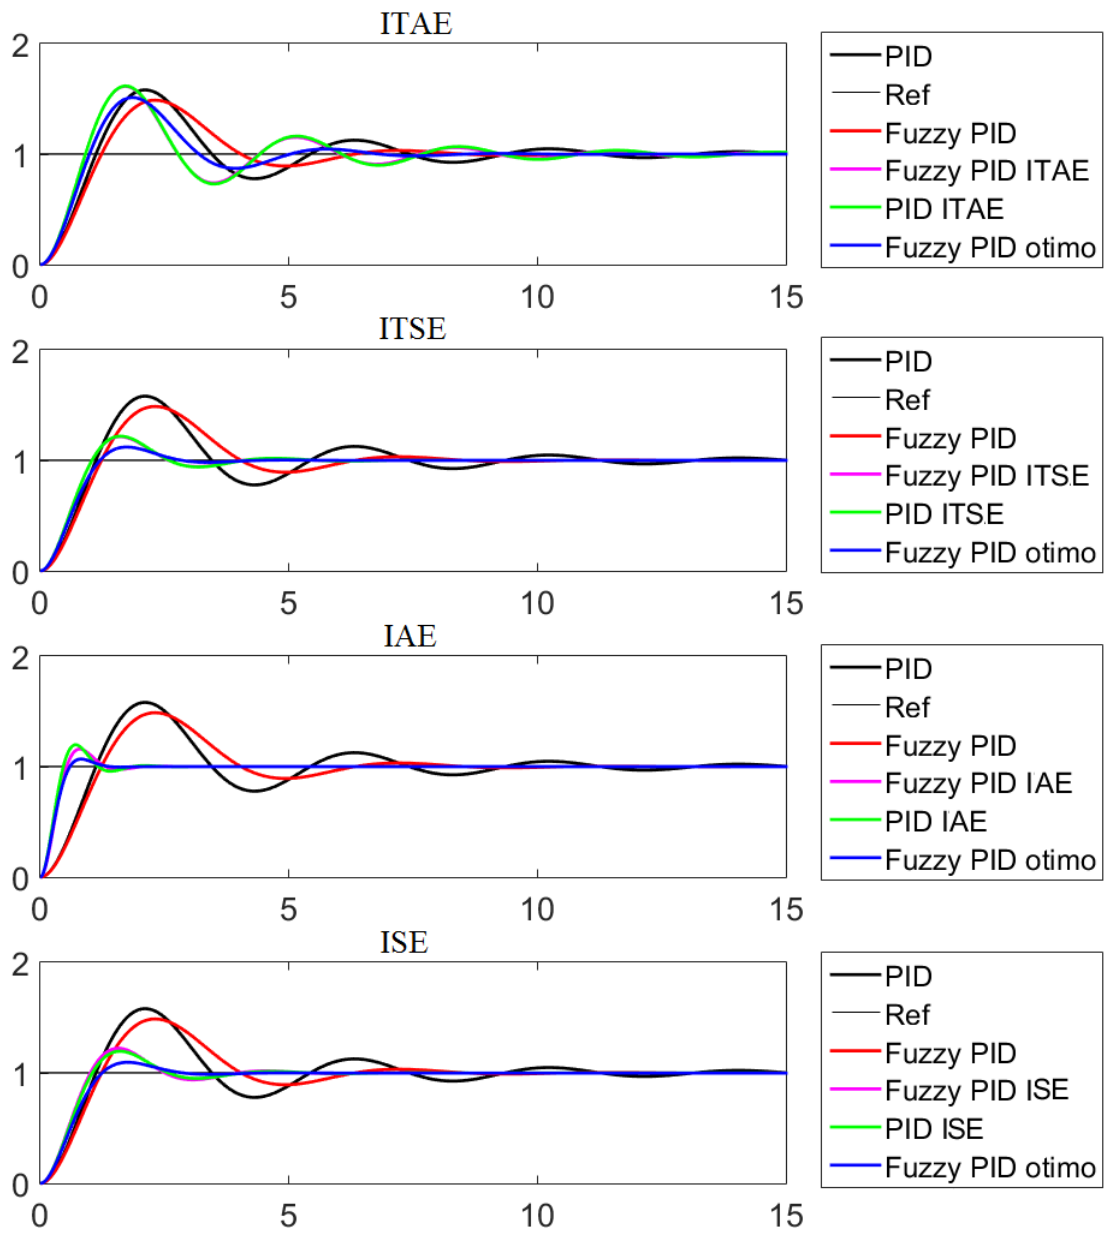 ITAE
2
1
0
0 5 10 15
PID
Ref
Fuzzy PID
Fuzzy PID ITAE
PID ITAE
Fuzzy PID otimo
ITSE
2
1
0
0 5 10 15
PID
Ref
Fuzzy PID
Fuzzy PID ITSE
PID ITSE
Fuzzy PID otimo
IAE
2
1
0
0 5 10 15
PID
Ref
Fuzzy PID
Fuzzy PID IAE
PID IAE
Fuzzy PID otimo
ISE
2
1
0
0 5 10 15
PID
Ref
Fuzzy PID
Fuzzy PID ISE
PID ISE
Fuzzy PID otimo